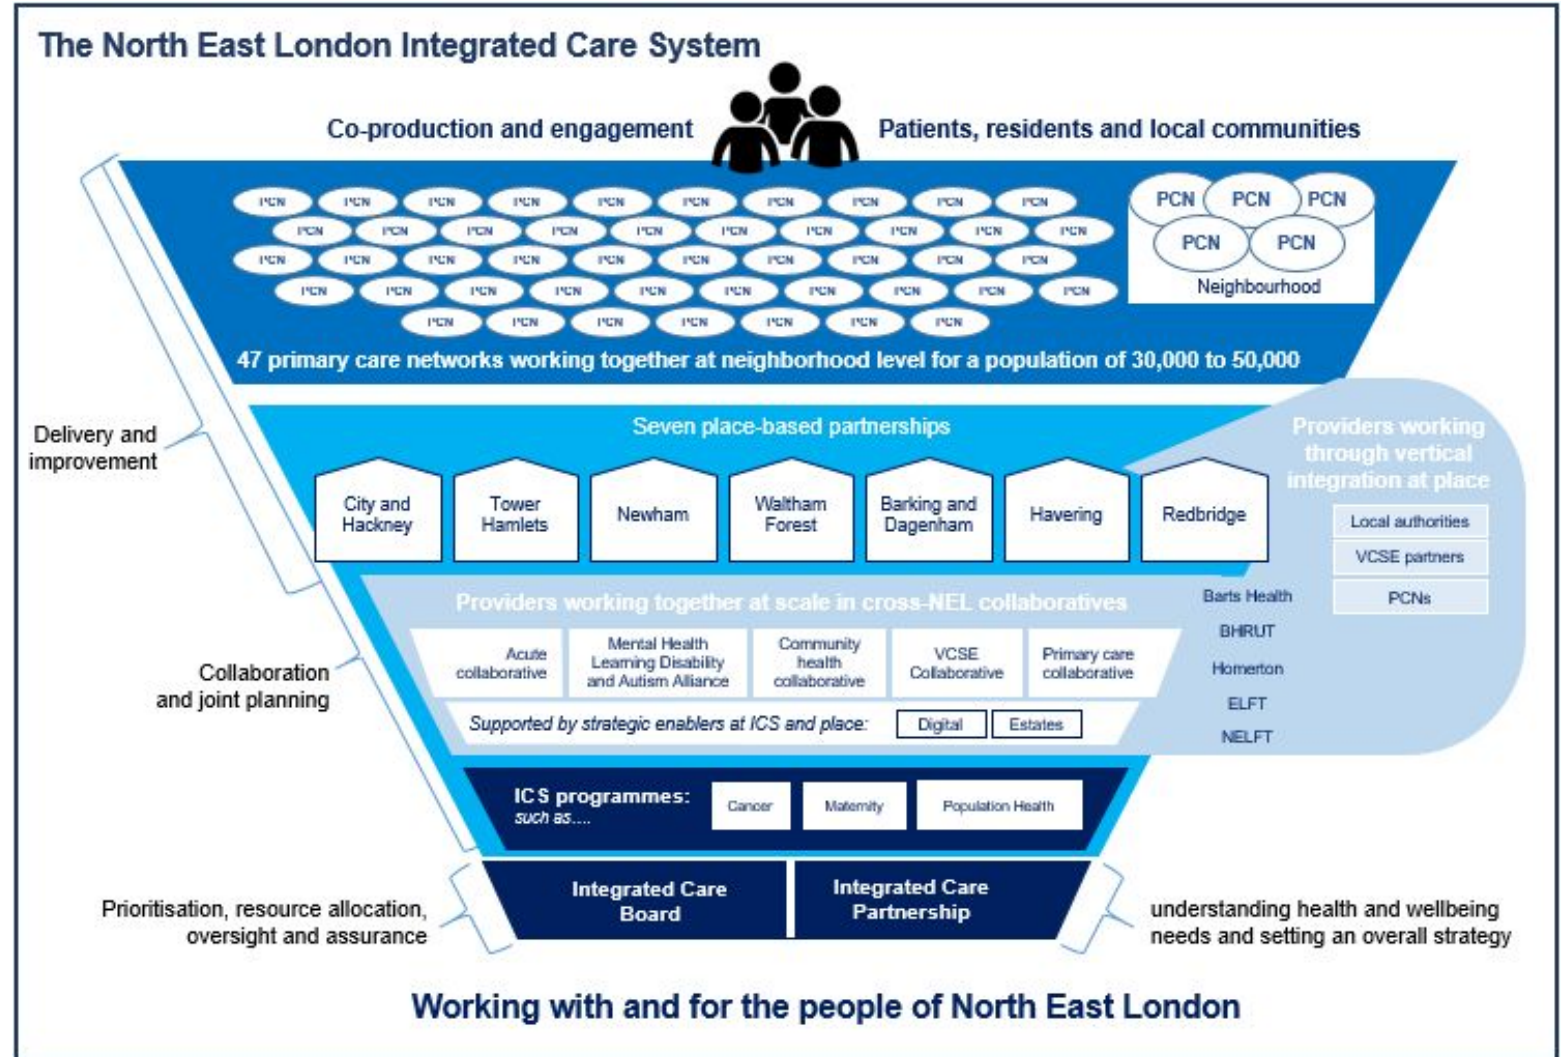 The North East London Integrated Care System
Co-production and engagement
Patients, residents and local communities
PCN PCN PCN PCN PCN PCN PCN PCN PCN PCN
PCN PCN PCN PCN PCN PCN PCN PCN PCN PCN
PCN PCN PCN PCN PCN PCN PCN PCN PCN PCN
PCN PCN PCN PCN PCN PCN PCN PCN PCN PCN
PCN PCN PCN PCN PCN PCN PCN
PCN PCN PCN
PCN PCN
Neighbourhood
47 primary care networks working together at neighborhood level for a population of 30,000 to 50,000
Delivery and
improvement
Seven place-based partnerships
City and
Hackney
Tower
Hamlets
Newham
Waltham
Forest
Barking and
Dagenham
Havering
Redbridge
Providers working
through vertical
integration at place
Local authorities
VCSE partners
PCNs
Barts Health
BHRUT
Homerton
ELFT
NELFT
Collaboration
and joint planning
Providers working together at scale in cross-NEL collaboratives
Acute
collaborative
Mental Health
Learning Disability
and Autism Alliance
Community
health
collaborative
VCSE
Collaborative
Primary care
collaborative
Supported by strategic enablers at ICS and place:
Digital
Estates
ICS programmes:
such as....
Cancer
Maternity
Population Health
Prioritisation, resource allocation,
oversight and assurance
Integrated Care
Board
Integrated Care
Partnership
understanding health and wellbeing
needs and setting an overall strategy
Working with and for the people of North East London